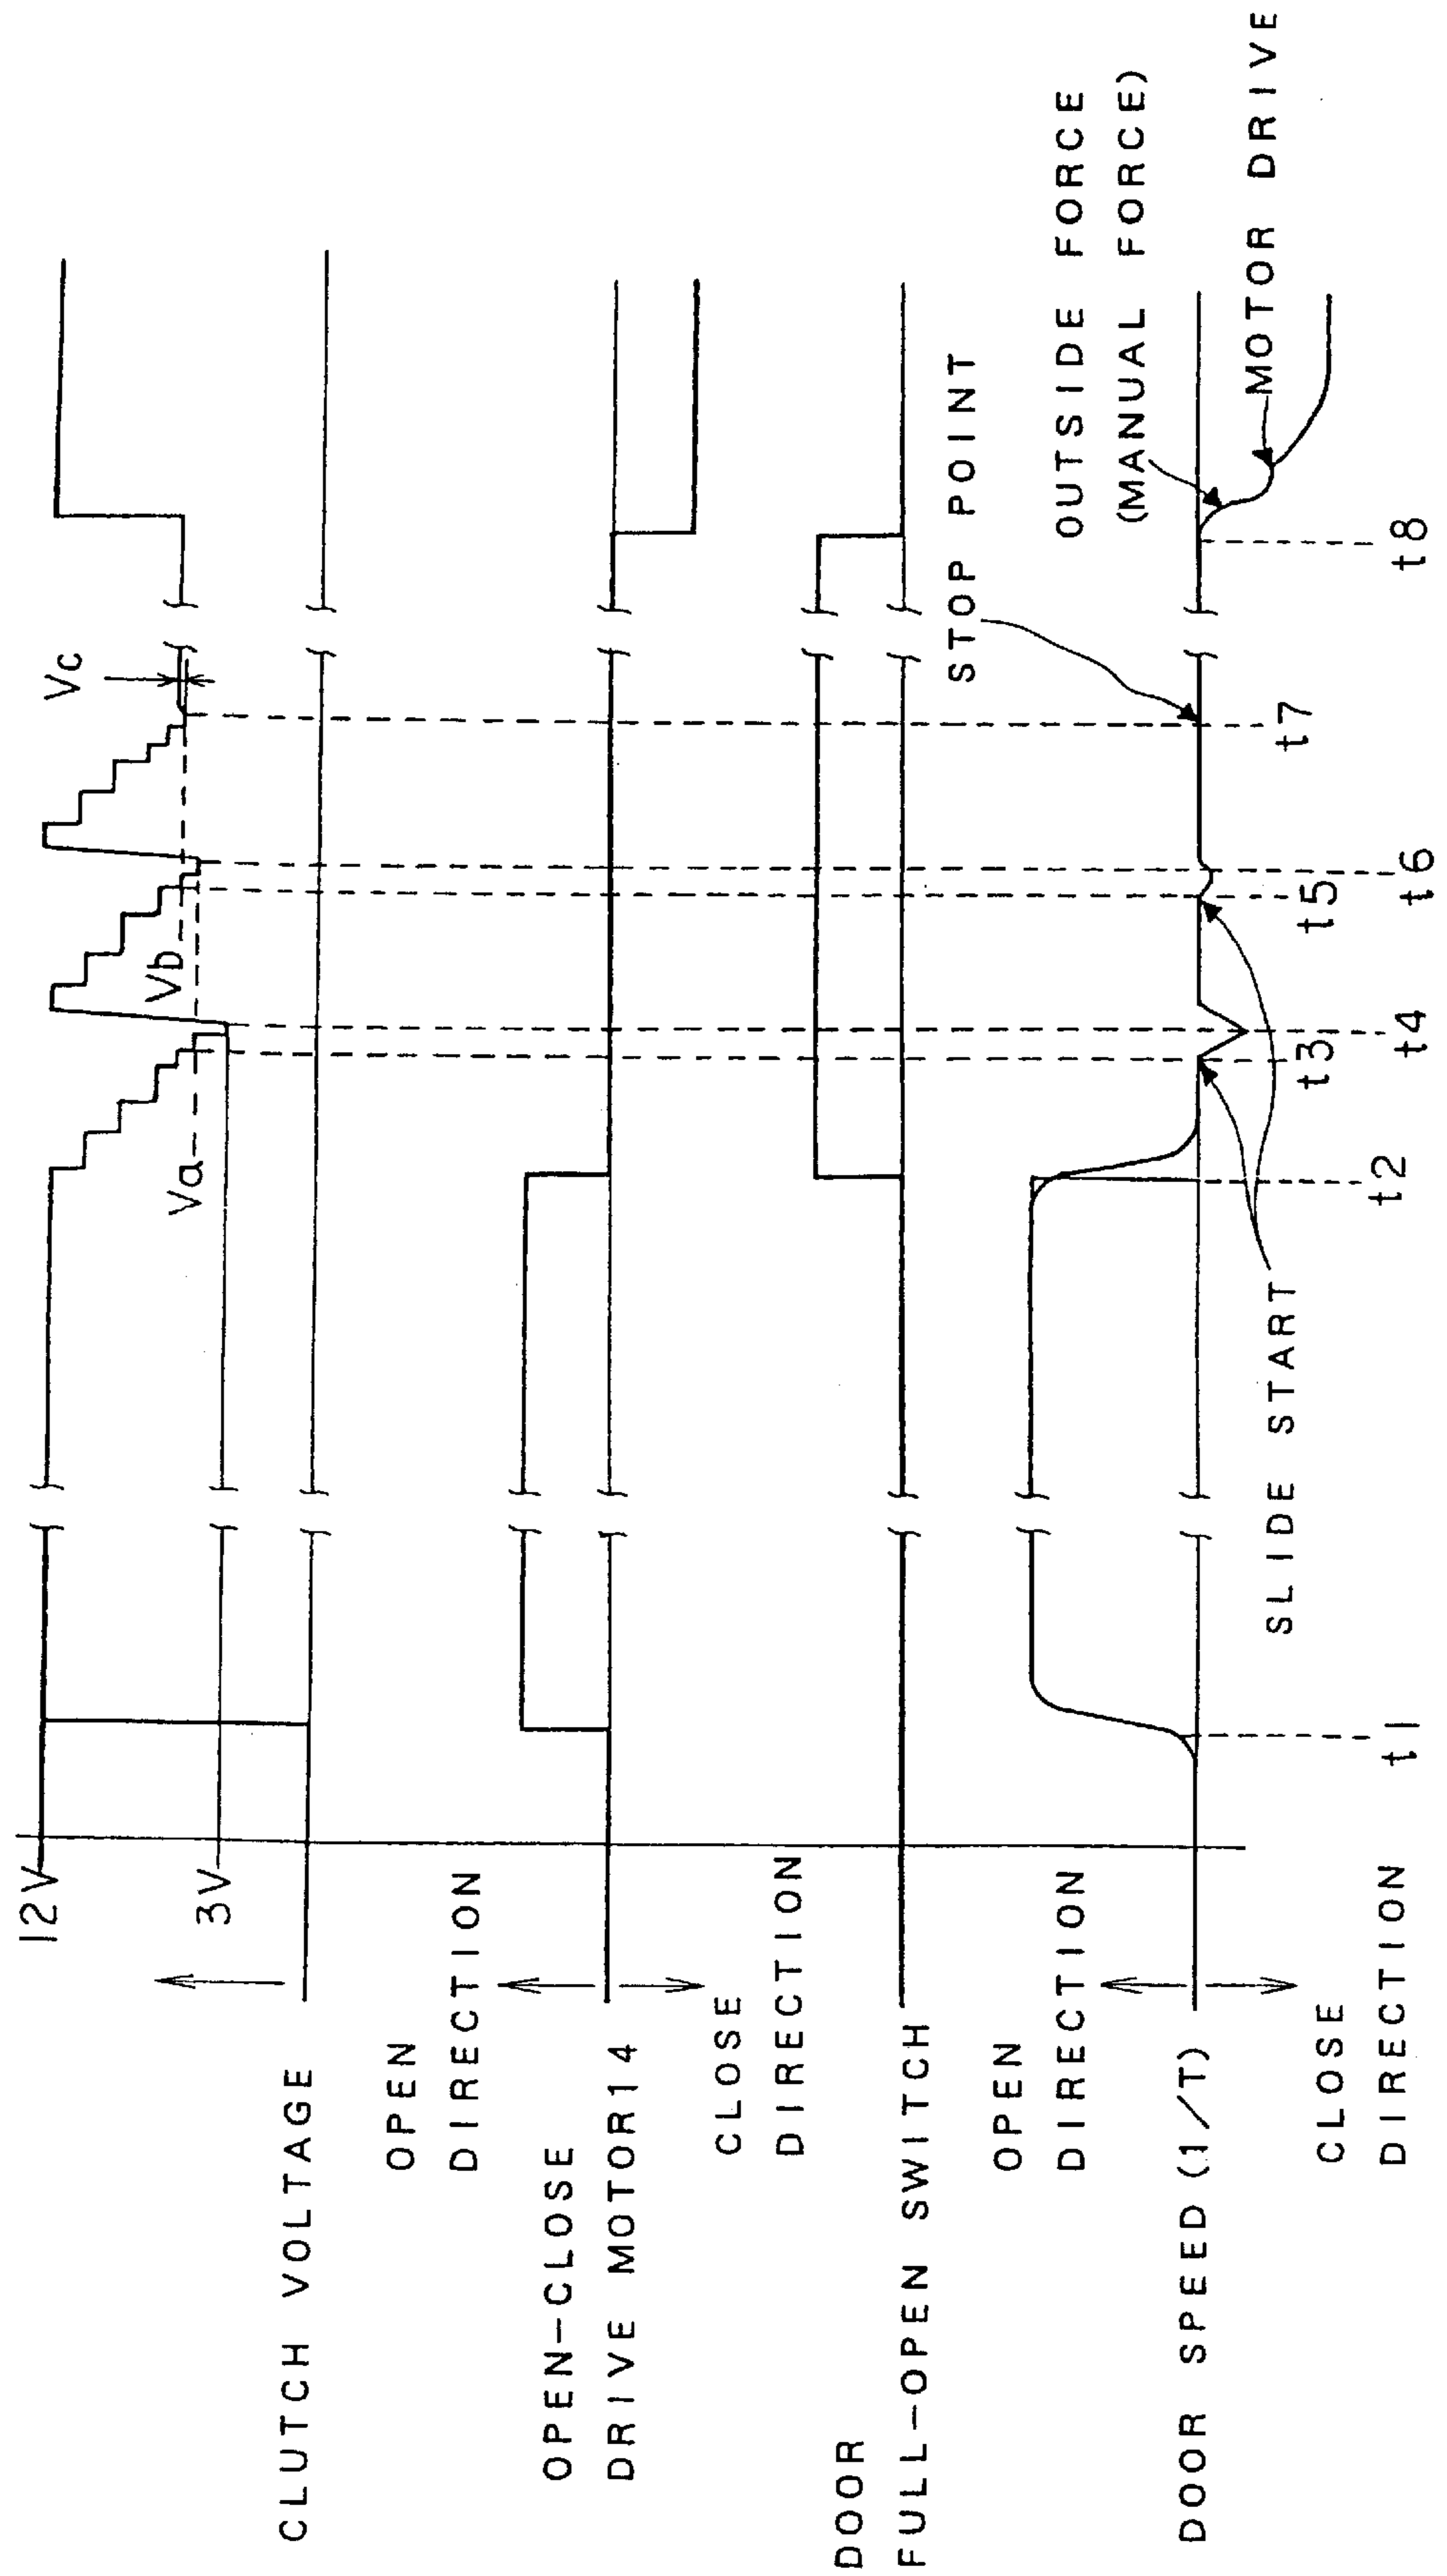 12V
3V
CLUTCH VOLTAGE
Va
Vb
Vc
OPEN
DIRECTION
OPEN-CLOSE
DRIVE MOTOR14
CLOSE
DIRECTION
DOOR
FULL-OPEN SWITCH
OPEN
DIRECTION
DOOR SPEED (1/T)
CLOSE
DIRECTION
STOP POINT
OUTSIDE FORCE
(MANUAL FORCE)
MOTOR DRIVE
SLIDE START
t1
t2
t3
t4
t5
t6
t7
t8